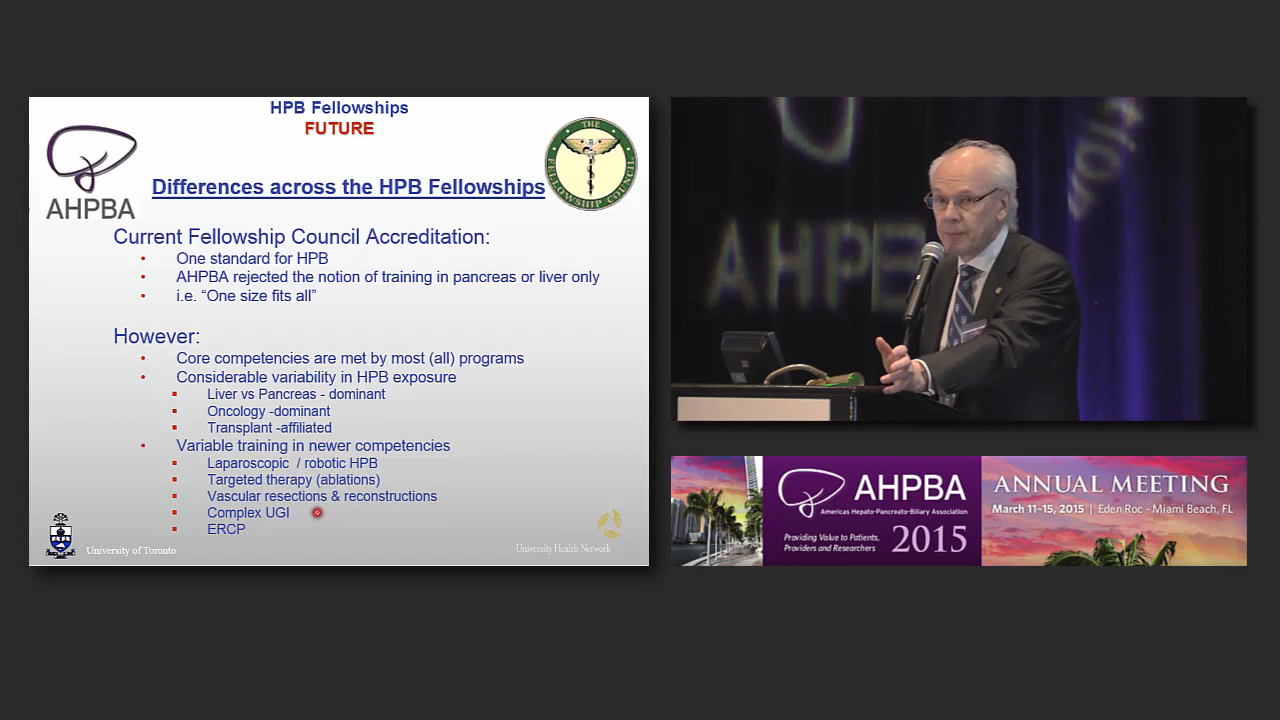 HPB Fellowships
FUTURE
THE FELLOWSHIP COUNCIL
AHPBA
Differences across the HPB Fellowships
Current Fellowship Council Accreditation:
• One standard for HPB
• AHPBA rejected the notion of training in pancreas or liver only
• i.e. “One size fits all”
However:
• Core competencies are met by most (all) programs
• Considerable variability in HPB exposure
▪ Liver vs Pancreas - dominant
▪ Oncology -dominant
▪ Transplant -affiliated
• Variable training in newer competencies
▪ Laparoscopic / robotic HPB
▪ Targeted therapy (ablations)
▪ Vascular resections & reconstructions
▪ Complex UGI
▪ ERCP
University of Toronto
University Health Network
AHPB
AHPBA
Americas Hepato-Pancreato-Biliary Association
Providing Value to Patients,
Providers and Researchers
2015
ANNUAL MEETING
March 11-15, 2015 | Eden Roc - Miami Beach, FL